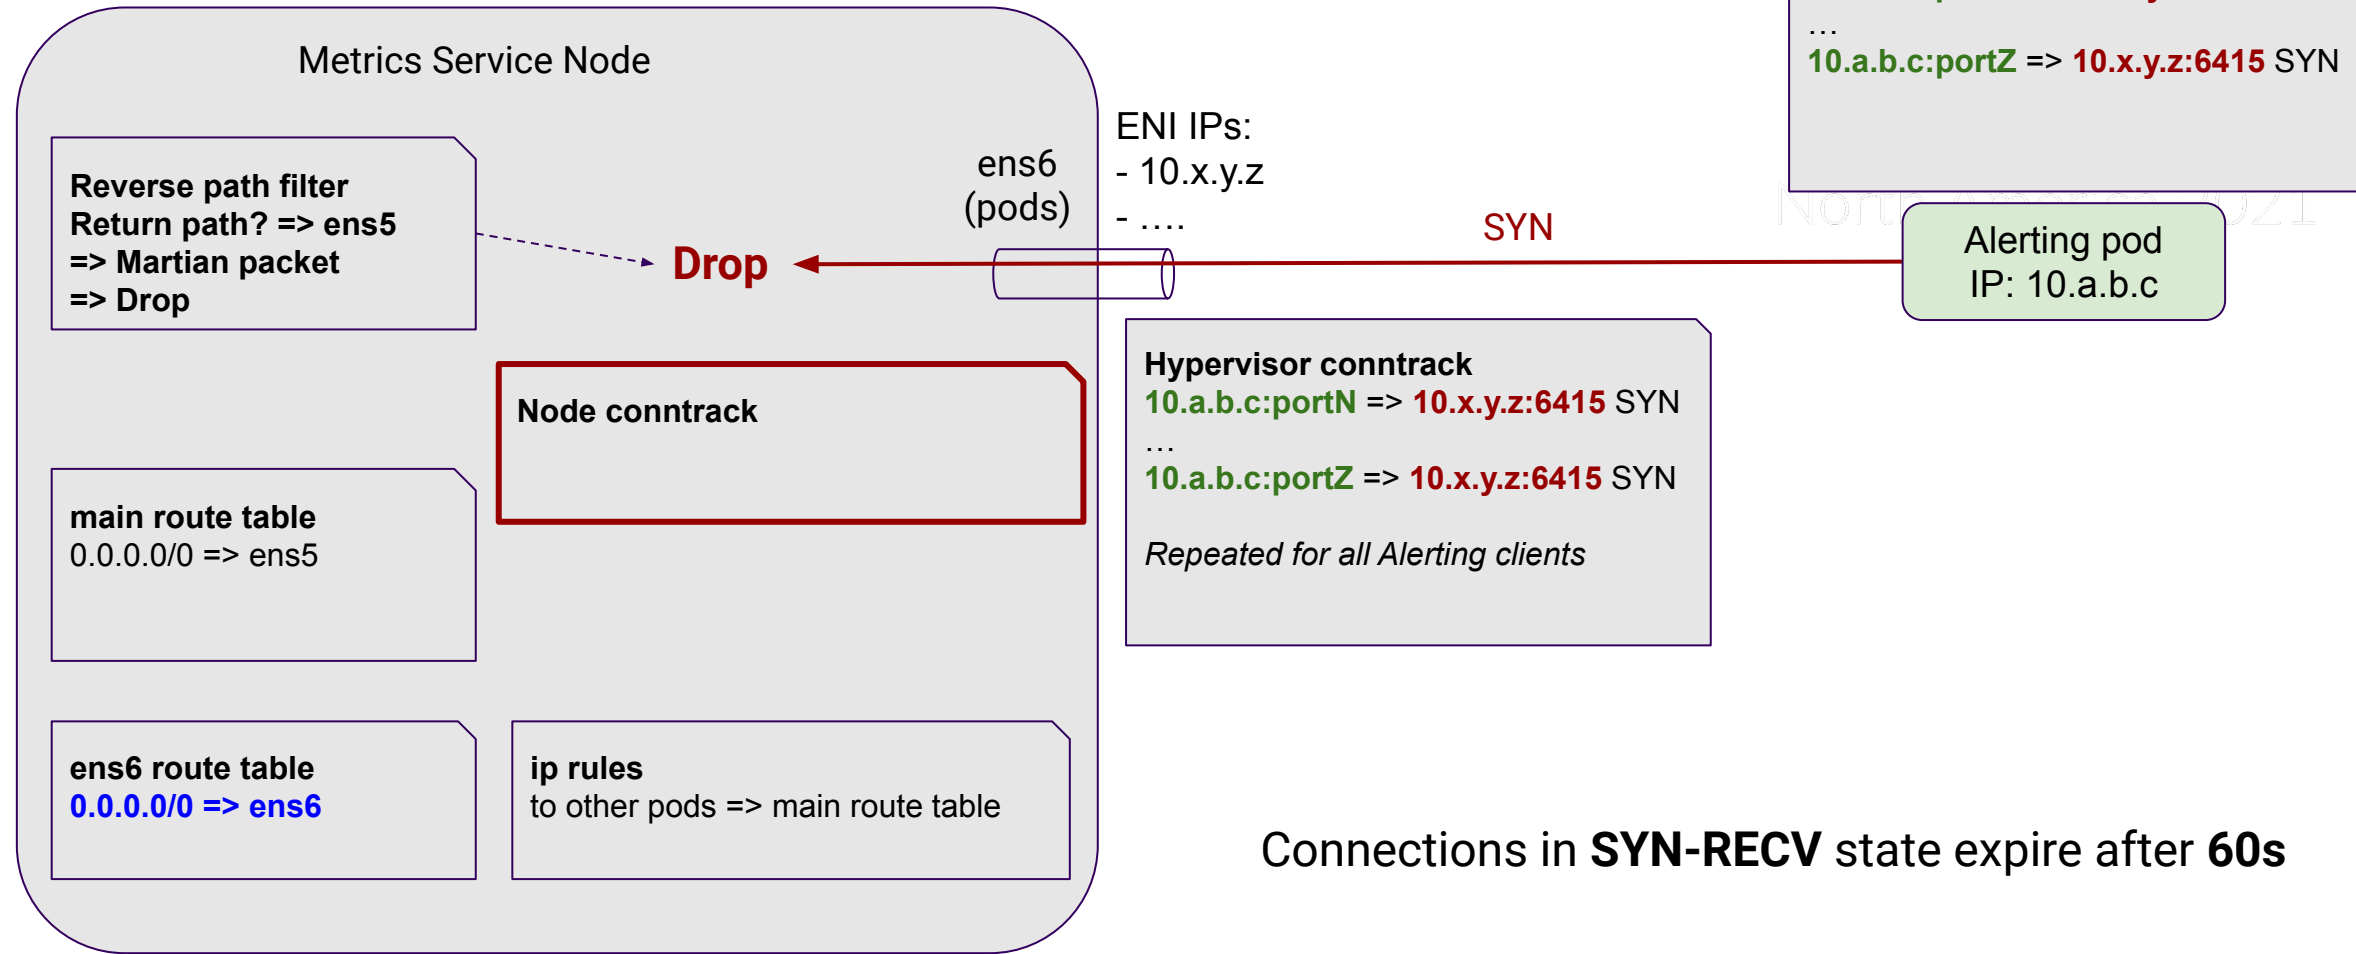 Metrics Service Node
…
10.a.b.c:portZ => 10.x.y.z:6415 SYN
Reverse path filter
Return path? => ens5
=> Martian packet
=> Drop
Drop
ens6
(pods)
ENI IPs:
- 10.x.y.z
- ....
SYN
North America 2021
Alerting pod
IP: 10.a.b.c
Node conntrack
Hypervisor conntrack
10.a.b.c:portN => 10.x.y.z:6415 SYN
…
10.a.b.c:portZ => 10.x.y.z:6415 SYN
Repeated for all Alerting clients
main route table
0.0.0.0/0 => ens5
ens6 route table
0.0.0.0/0 => ens6
ip rules
to other pods => main route table
Connections in SYN-RECV state expire after 60s